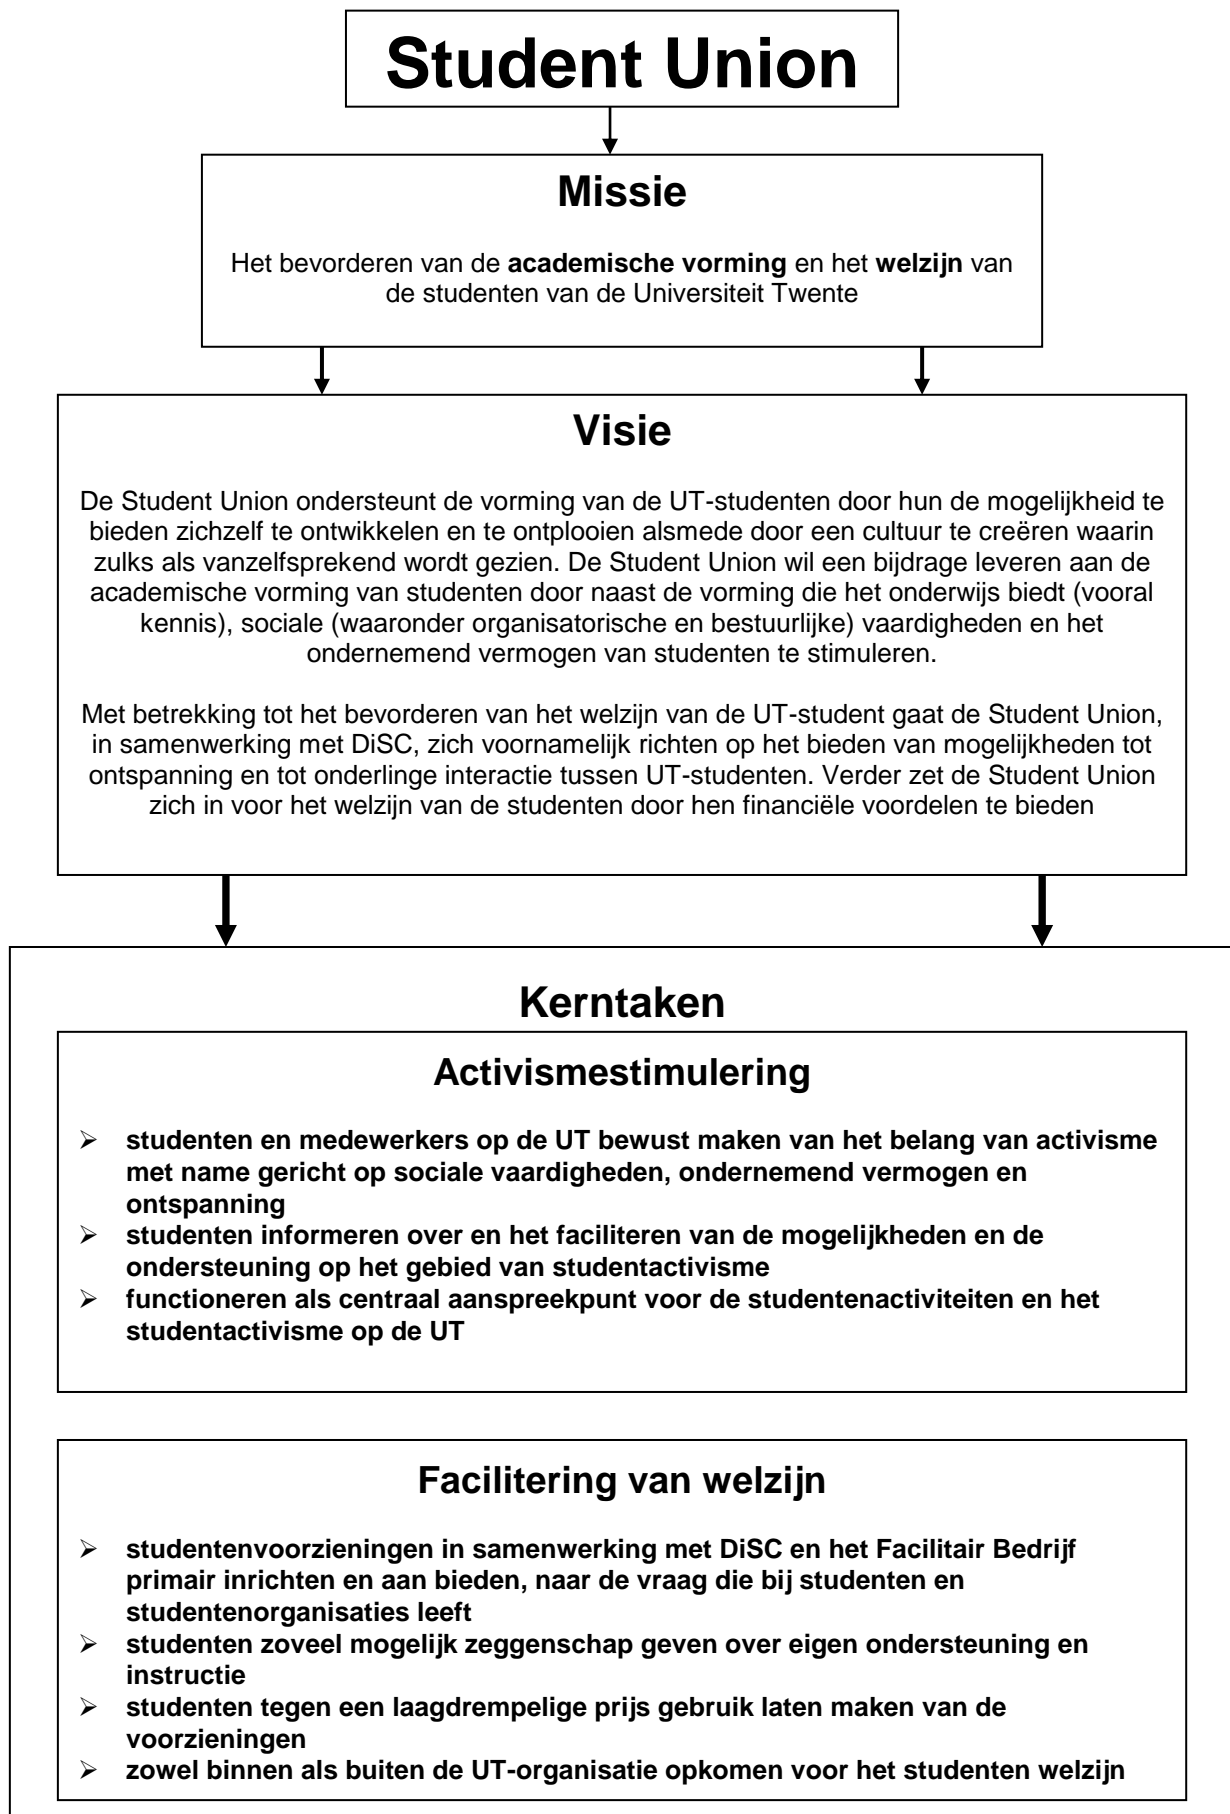 Student Union
Missie
Het bevorderen van de academische vorming en het welzijn van
de studenten van de Universiteit Twente
Visie
De Student Union ondersteunt de vorming van de UT-studenten door hun de mogelijkheid te
bieden zichzelf te ontwikkelen en te ontplooien alsmede door een cultuur te creëren waarin
zulks als vanzelfsprekend wordt gezien. De Student Union wil een bijdrage leveren aan de
academische vorming van studenten door naast de vorming die het onderwijs biedt (vooral
kennis), sociale (waaronder organisatorische en bestuurlijke) vaardigheden en het
ondernemend vermogen van studenten te stimuleren.
Met betrekking tot het bevorderen van het welzijn van de UT-student gaat de Student Union,
in samenwerking met DiSC, zich voornamelijk richten op het bieden van mogelijkheden tot
ontspanning en tot onderlinge interactie tussen UT-studenten. Verder zet de Student Union
zich in voor het welzijn van de studenten door hen financiële voordelen te bieden
Kerntaken
Activismestimulering
➢ studenten en medewerkers op de UT bewust maken van het belang van activisme
met name gericht op sociale vaardigheden, ondernemend vermogen en
ontspanning
➢ studenten informeren over en het faciliteren van de mogelijkheden en de
ondersteuning op het gebied van studentactivisme
➢ functioneren als centraal aanspreekpunt voor de studentenactiviteiten en het
studentactivisme op de UT
Facilitering van welzijn
➢ studentenvoorzieningen in samenwerking met DiSC en het Facilitair Bedrijf
primair inrichten en aan bieden, naar de vraag die bij studenten en
studentenorganisaties leeft
➢ studenten zoveel mogelijk zeggenschap geven over eigen ondersteuning en
instructie
➢ studenten tegen een laagdrempelige prijs gebruik laten maken van de
voorzieningen
➢ zowel binnen als buiten de UT-organisatie opkomen voor het studenten welzijn